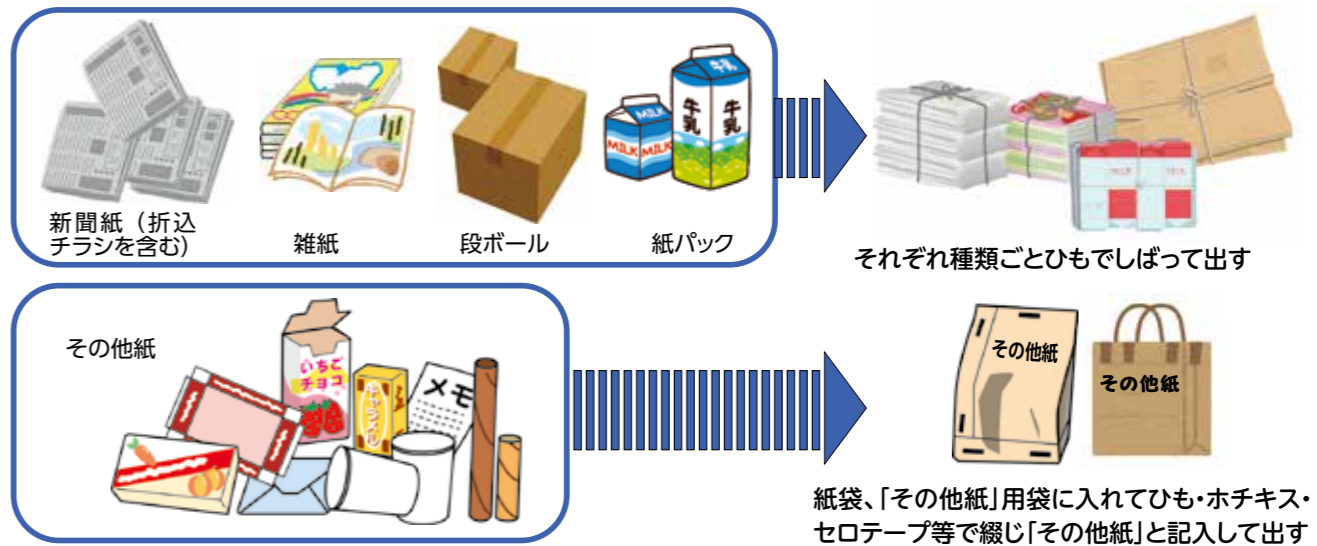 牛乳
牛乳
MILK
MILK
MILK
新聞紙（折込
チラシを含む）
雑紙
段ボール
紙パック
MILK
MILK
それぞれ種類ごとひもでしばって出す
その他紙
いちご
チョコ
キャラメル
メモ
その他紙
その他紙
紙袋、「その他紙」用袋に入れてひも・ホチキス・
セロテープ等で綴じ「その他紙」と記入して出す